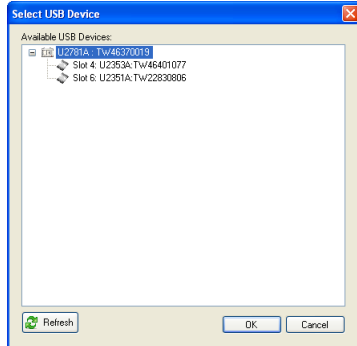 Select USB Device
Available USB Devices:
U2781A : TW46370019
Slot 4: U2353A:TW46401077
Slot 6: U2351A:TW22830806
Refresh
OK
Cancel